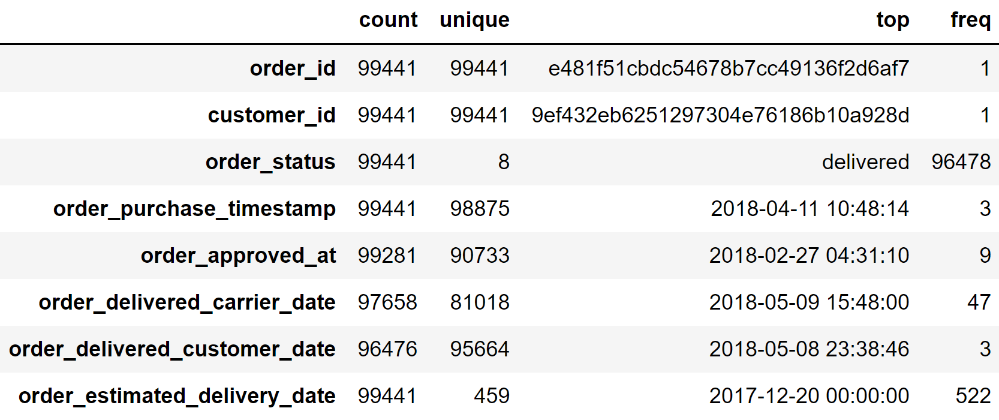 count unique top freq
order_id 99441 99441 e481f51cbdc54678b7cc49136f2d6af7 1
customer_id 99441 99441 9ef432eb6251297304e76186b10a928d 1
order_status 99441 8 delivered 96478
order_purchase_timestamp 99441 98875 2018-04-11 10:48:14 3
order_approved_at 99281 90733 2018-02-27 04:31:10 9
order_delivered_carrier_date 97658 81018 2018-05-09 15:48:00 47
order_delivered_customer_date 96476 95664 2018-05-08 23:38:46 3
order_estimated_delivery_date 99441 459 2017-12-20 00:00:00 522